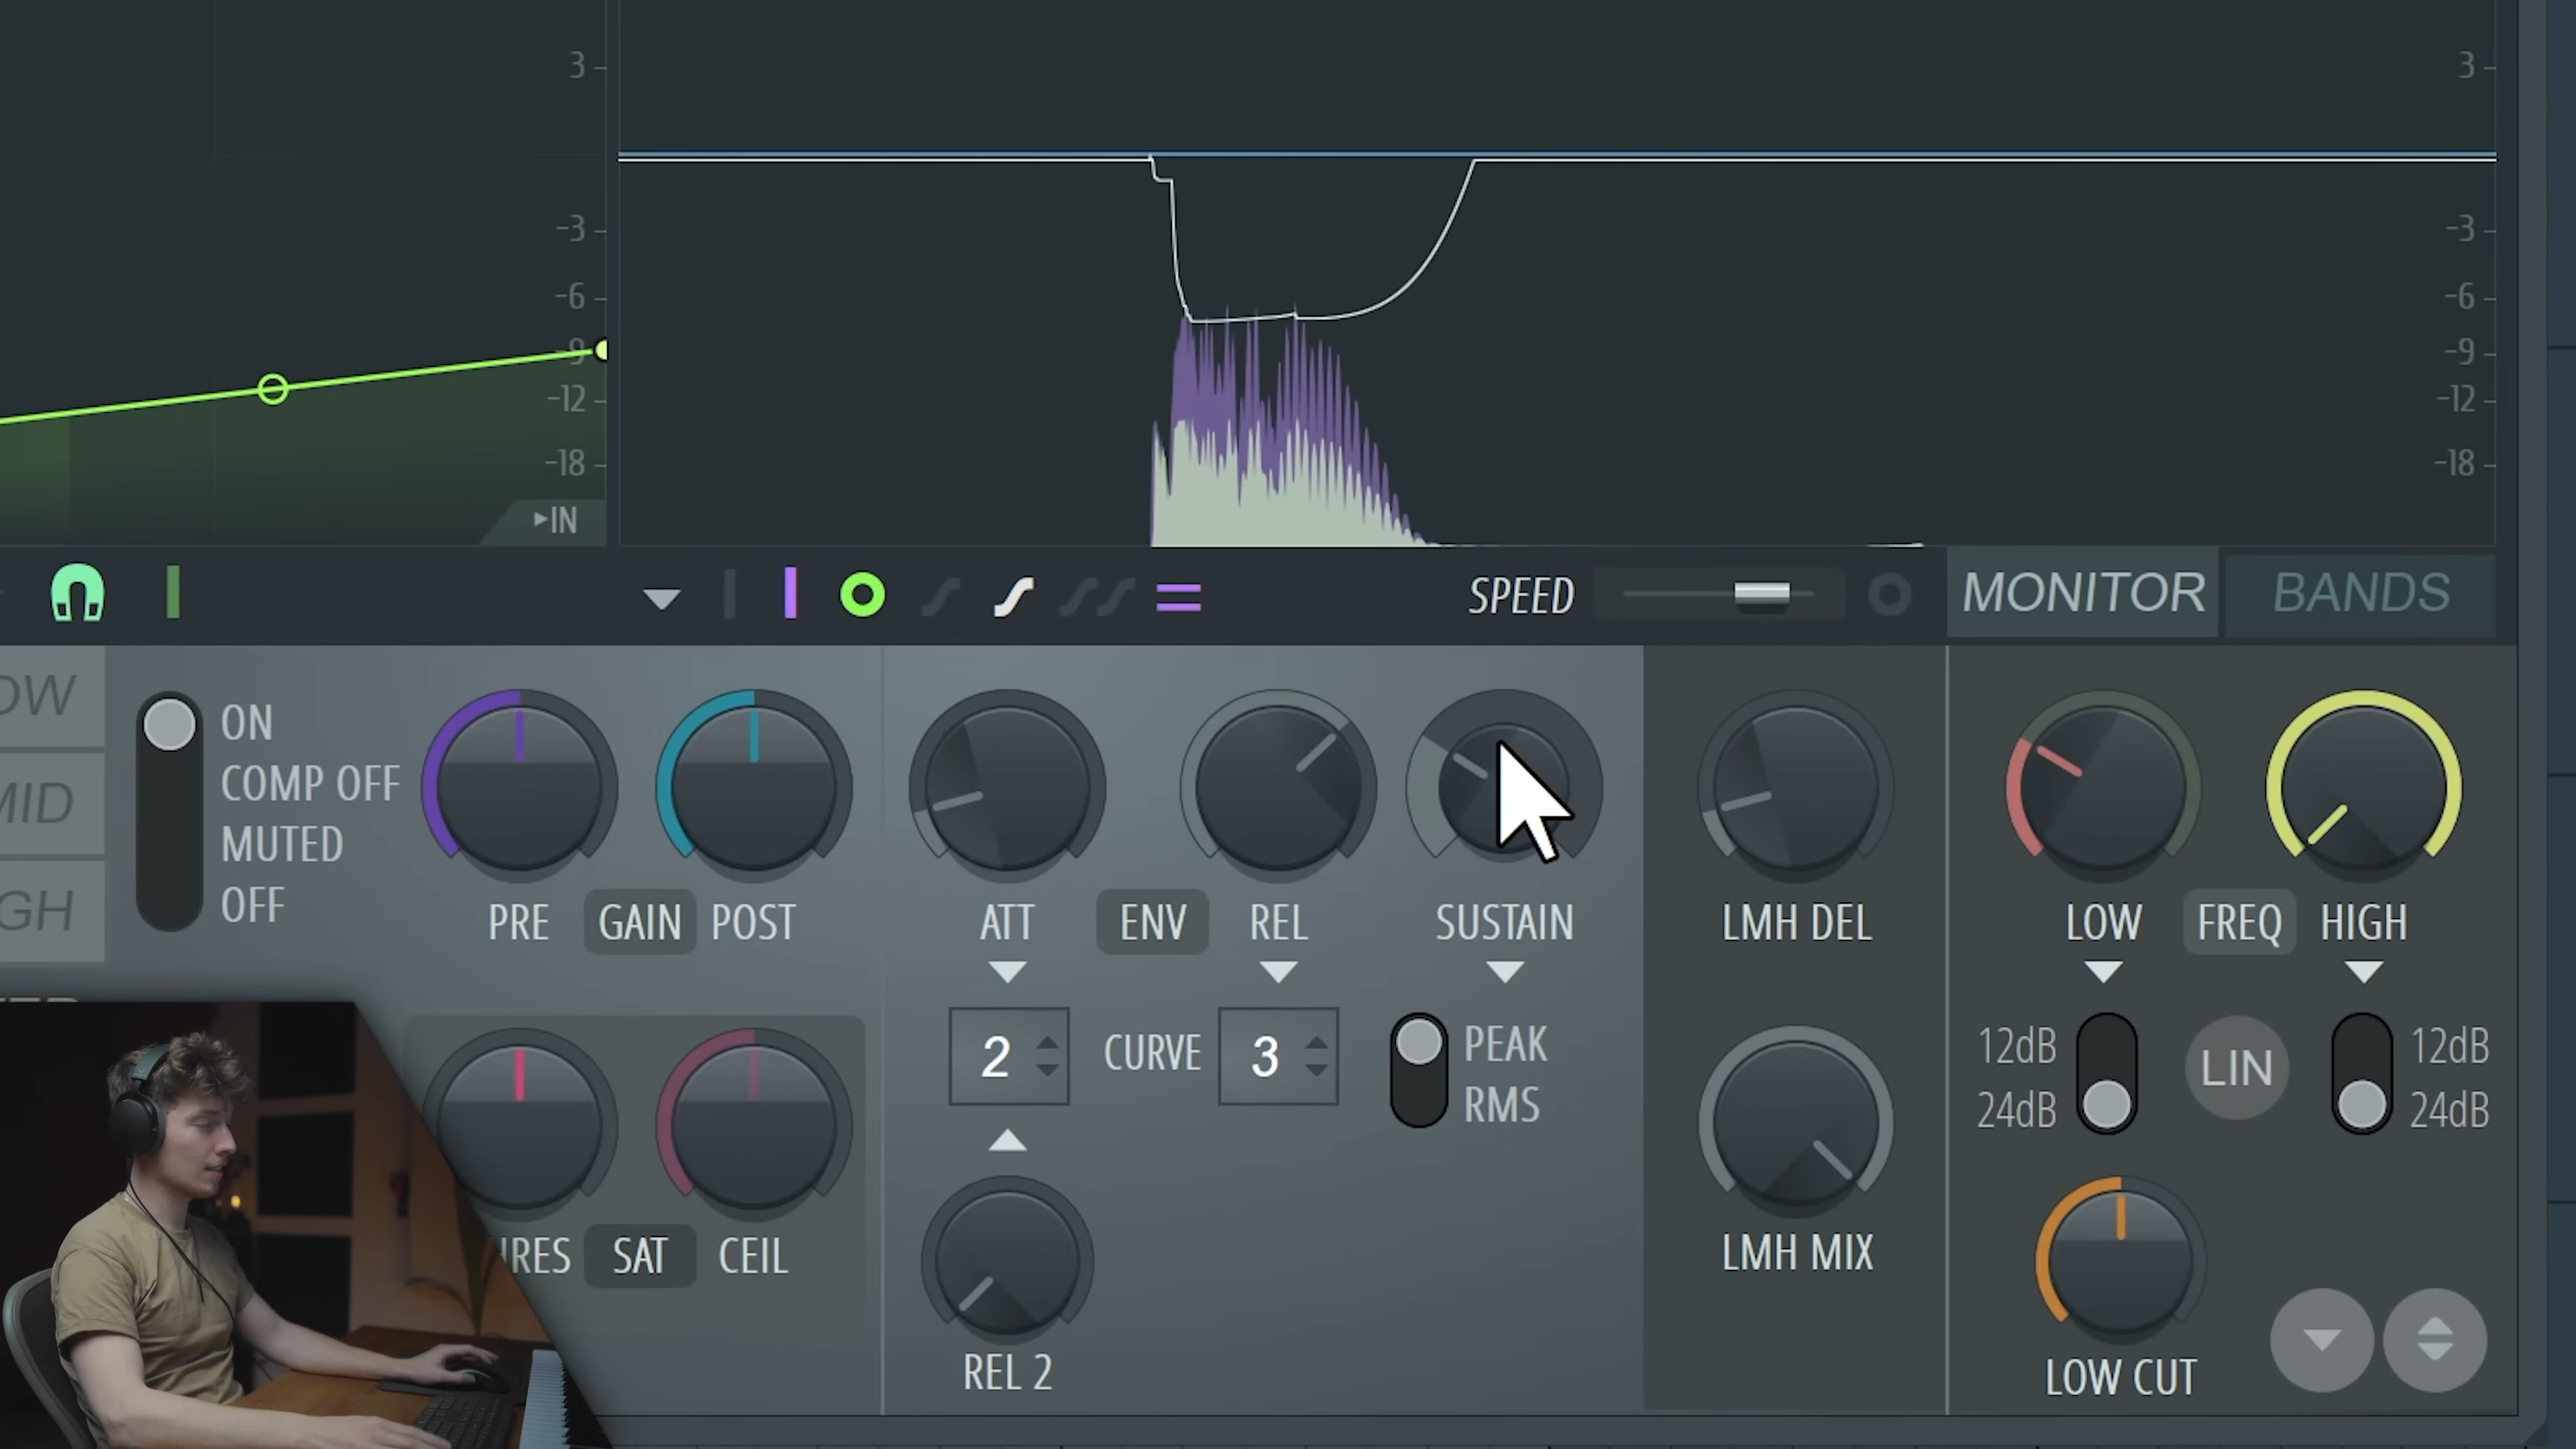 3
3
-3
-3
-6
-6
-9
-9
-12
-12
-18
-18
IN
SPEED
MONITOR
BANDS
ON
COMP OFF
MUTED
OFF
PRE
GAIN
POST
ATT
ENV
REL
SUSTAIN
LMH DEL
LOW
FREQ
HIGH
2
CURVE
3
PEAK
RMS
12dB
24dB
LIN
12dB
24dB
SAT
CEIL
LMH MIX
REL 2
LOW CUT